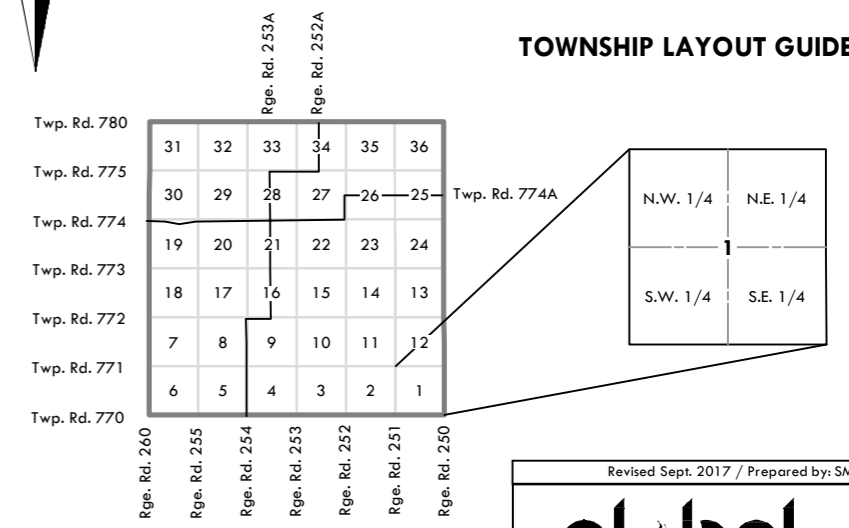 TOWNSHIP LAYOUT GUIDE
Rge. Rd. 253A
Rge. Rd. 252A
Twp. Rd. 780
31 32 33 34 35 36
Twp. Rd. 775
30 29 28 27 26 25 Twp. Rd. 774A
Twp. Rd. 774
19 20 21 22 23 24
Twp. Rd. 773
18 17 16 15 14 13
Twp. Rd. 772
7 8 9 10 11 12
Twp. Rd. 771
6 5 4 3 2 1
Twp. Rd. 770
Rge. Rd. 260
Rge. Rd. 255
Rge. Rd. 254
Rge. Rd. 253
Rge. Rd. 252
Rge. Rd. 251
Rge. Rd. 250
N.W. 1/4 N.E. 1/4
1
S.W. 1/4 S.E. 1/4
Revised Sept. 2017 / Prepared by: SM